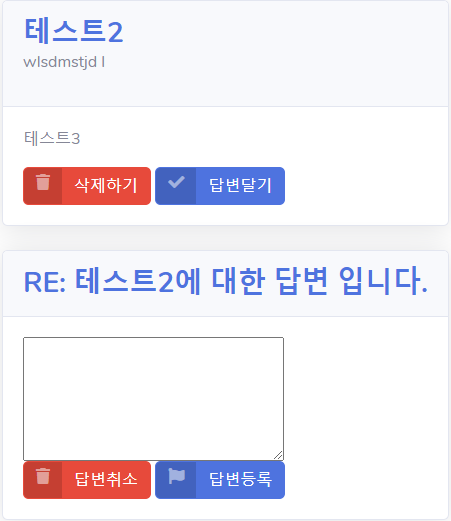 테스트2
wlsdmstjd l
테스트3
삭제하기 답변달기
RE: 테스트2에 대한 답변 입니다.
답변취소 답변등록